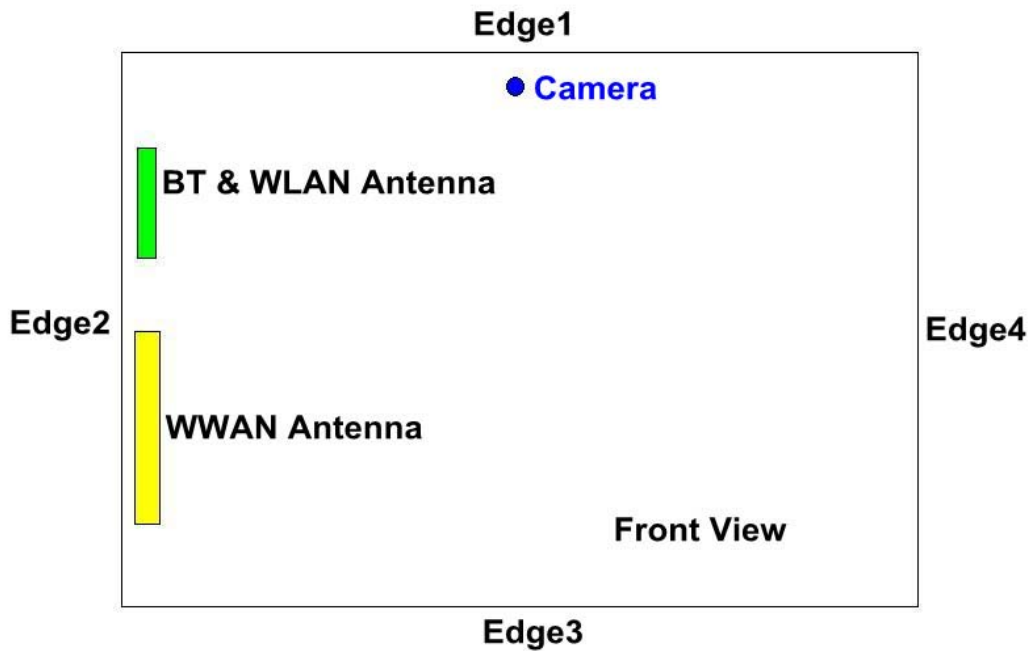 Edge1
Camera
BT & WLAN Antenna
Edge2
Edge4
WWAN Antenna
Front View
Edge3